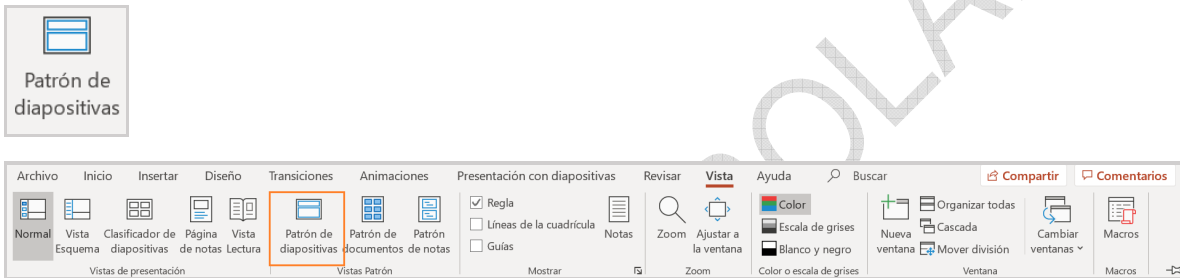 Patrón de
diapositivas
Archivo Inicio Insertar Diseño Transiciones Animaciones Presentación con diapositivas Revisar Vista Ayuda Buscar Compartir Comentarios
Normal
Vista
Esquema
Clasificador de
diapositivas
Página
de notas
Vista
Lectura
Vistas de presentación
Patrón de
diapositivas
Patrón de
documentos
Patrón
de notas
Vistas Patrón
Regla
Líneas de la cuadrícula
Guías
Notas
Mostrar
Zoom
Ajustar a
la ventana
Zoom
Color
Escala de grises
Blanco y negro
Color o escala de grises
Nueva
ventana
Organizar todas
Cascada
Mover división
Cambiar
ventanas
Ventana
Macros
Macros